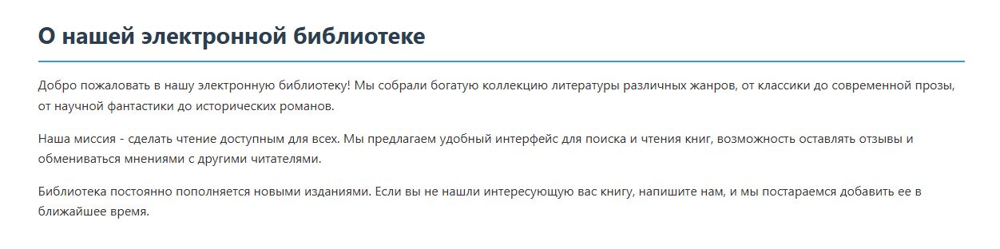 О нашей электронной библиотеке
Добро пожаловать в нашу электронную библиотеку! Мы собрали богатую коллекцию литературы различных жанров, от классики до современной прозы,
от научной фантастики до исторических романов.
Наша миссия - сделать чтение доступным для всех. Мы предлагаем удобный интерфейс для поиска и чтения книг, возможность оставлять отзывы и
обмениваться мнениями с другими читателями.
Библиотека постоянно пополняется новыми изданиями. Если вы не нашли интересующую вас книгу, напишите нам, и мы постараемся добавить ее в
ближайшее время.